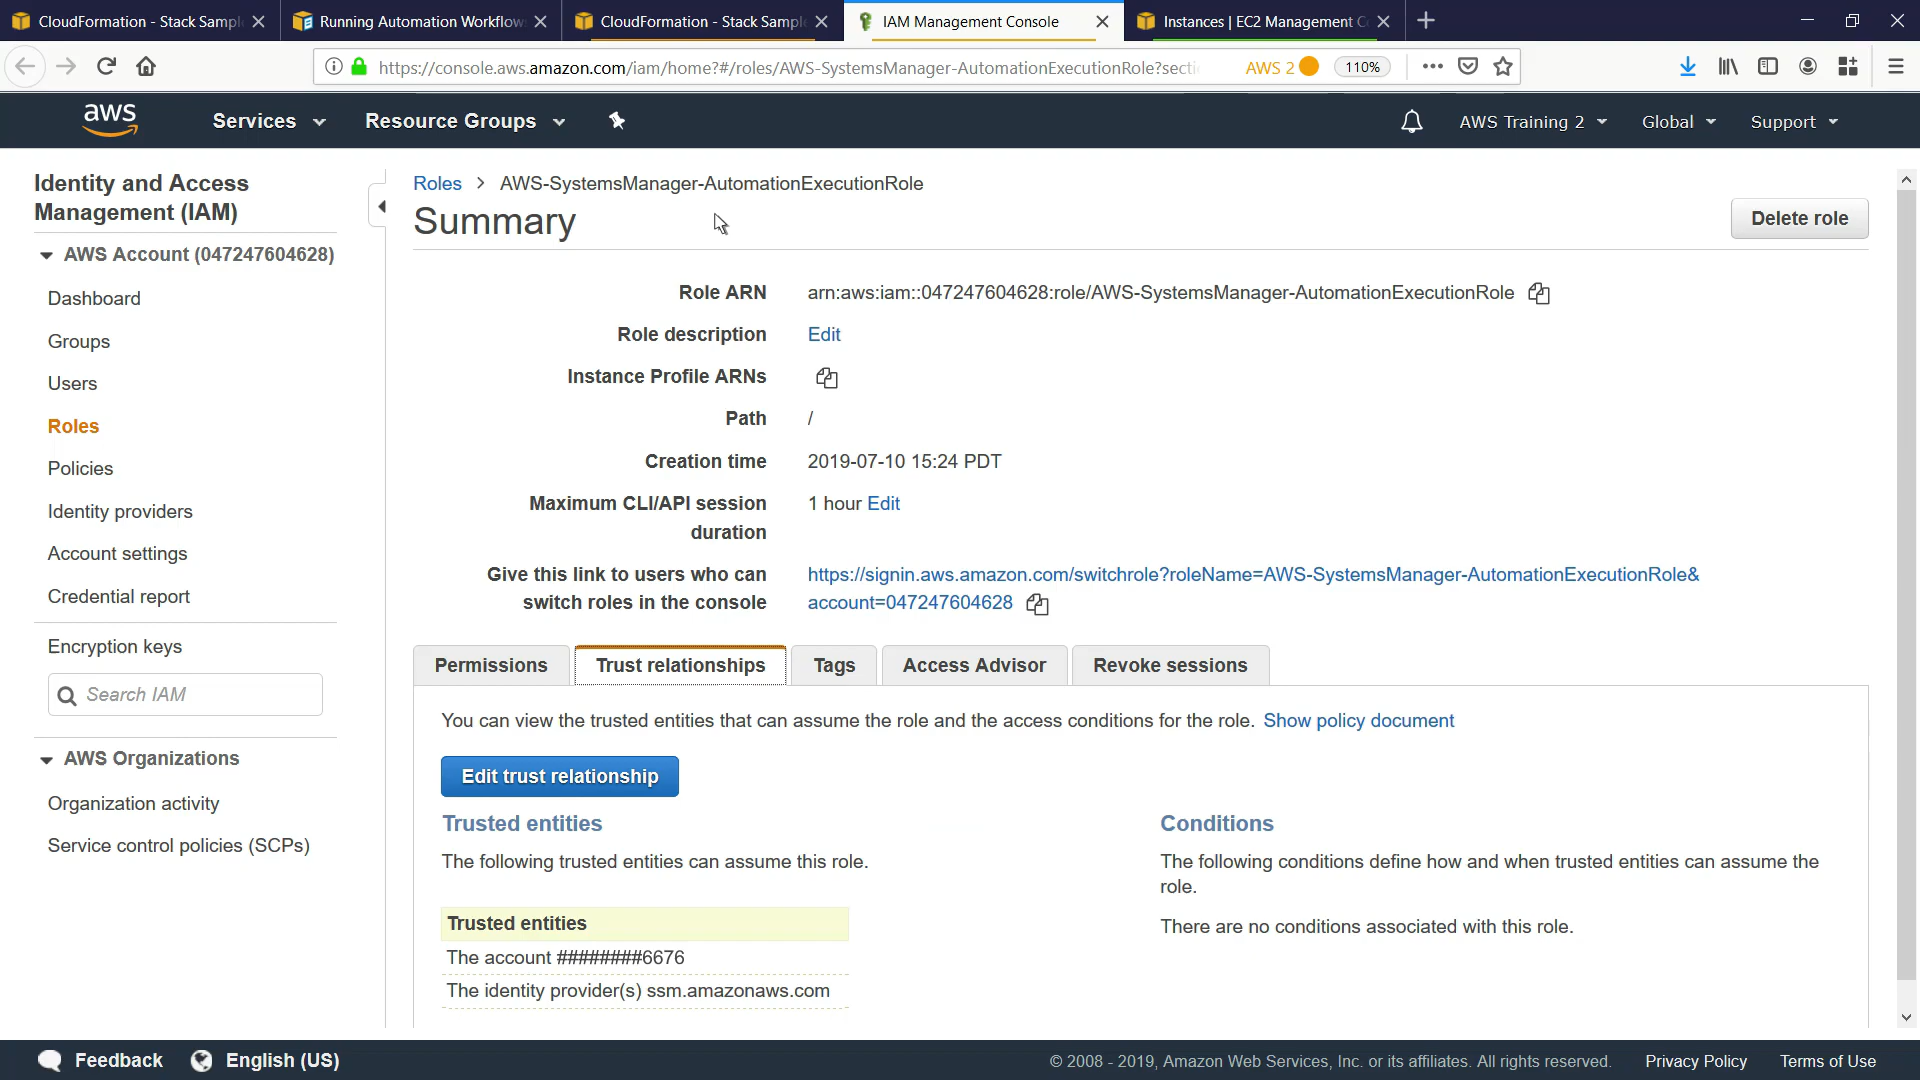 CloudFormation - Stack Sampl
Running Automation Workflow
CloudFormation - Stack Sampl
IAM Management Console
Instances | EC2 Management C
https://console.aws.amazon.com/iam/home?#/roles/AWS-SystemsManager-AutomationExecutionRole?secti
AWS 2
110%
aws
Services
Resource Groups
AWS Training 2
Global
Support
Identity and Access
Management (IAM)
AWS Account (047247604628)
Dashboard
Groups
Users
Roles
Policies
Identity providers
Account settings
Credential report
Encryption keys
Search IAM
AWS Organizations
Organization activity
Service control policies (SCPs)
Roles > AWS-SystemsManager-AutomationExecutionRole
Summary
Delete role
Role ARN arn:aws:iam::047247604628:role/AWS-SystemsManager-AutomationExecutionRole
Role description Edit
Instance Profile ARNs
Path /
Creation time 2019-07-10 15:24 PDT
Maximum CLI/API session 1 hour Edit
duration
Give this link to users who can https://signin.aws.amazon.com/switchrole?roleName=AWS-SystemsManager-AutomationExecutionRole&
switch roles in the console account=047247604628
Permissions
Trust relationships
Tags
Access Advisor
Revoke sessions
You can view the trusted entities that can assume the role and the access conditions for the role. Show policy document
Edit trust relationship
Trusted entities
The following trusted entities can assume this role.
Trusted entities
The account ########6676
The identity provider(s) ssm.amazonaws.com
Conditions
The following conditions define how and when trusted entities can assume the
role.
There are no conditions associated with this role.
Feedback
English (US)
© 2008 - 2019, Amazon Web Services, Inc. or its affiliates. All rights reserved.
Privacy Policy
Terms of Use